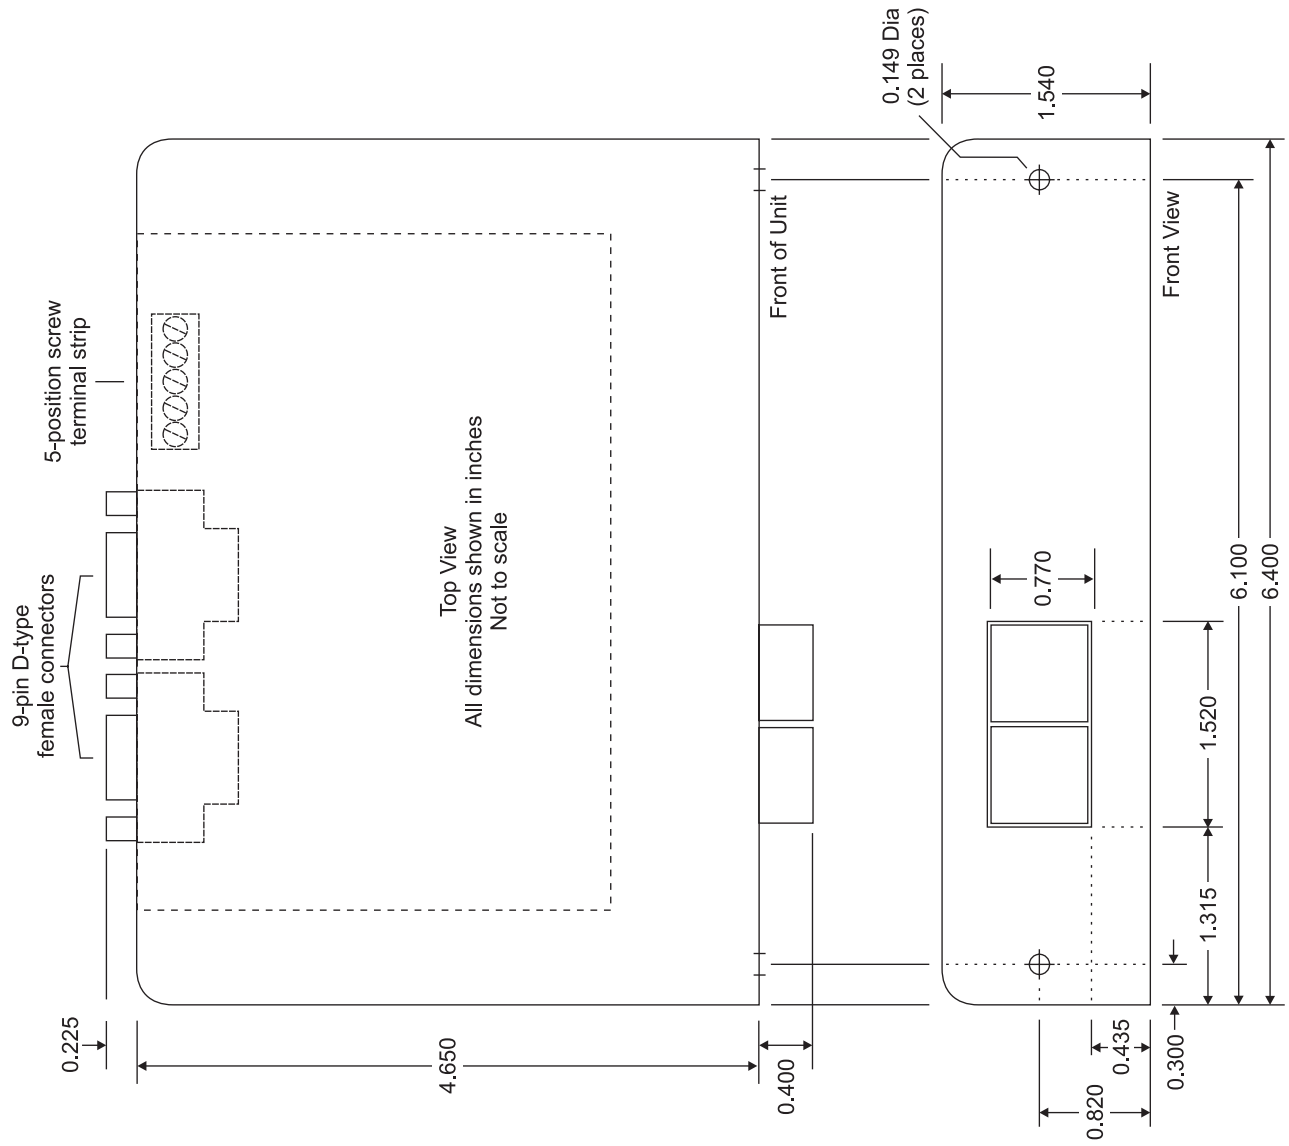 9-pin D-type
female connectors
5-position screw
terminal strip
0.225
4.650
0.400
Top View
All dimensions shown in inches
Not to scale
Front of Unit
0.149 Dia
(2 places)
1.540
0.770
1.520
1.315
6.100
6.400
0.435
0.300
0.820
Front View